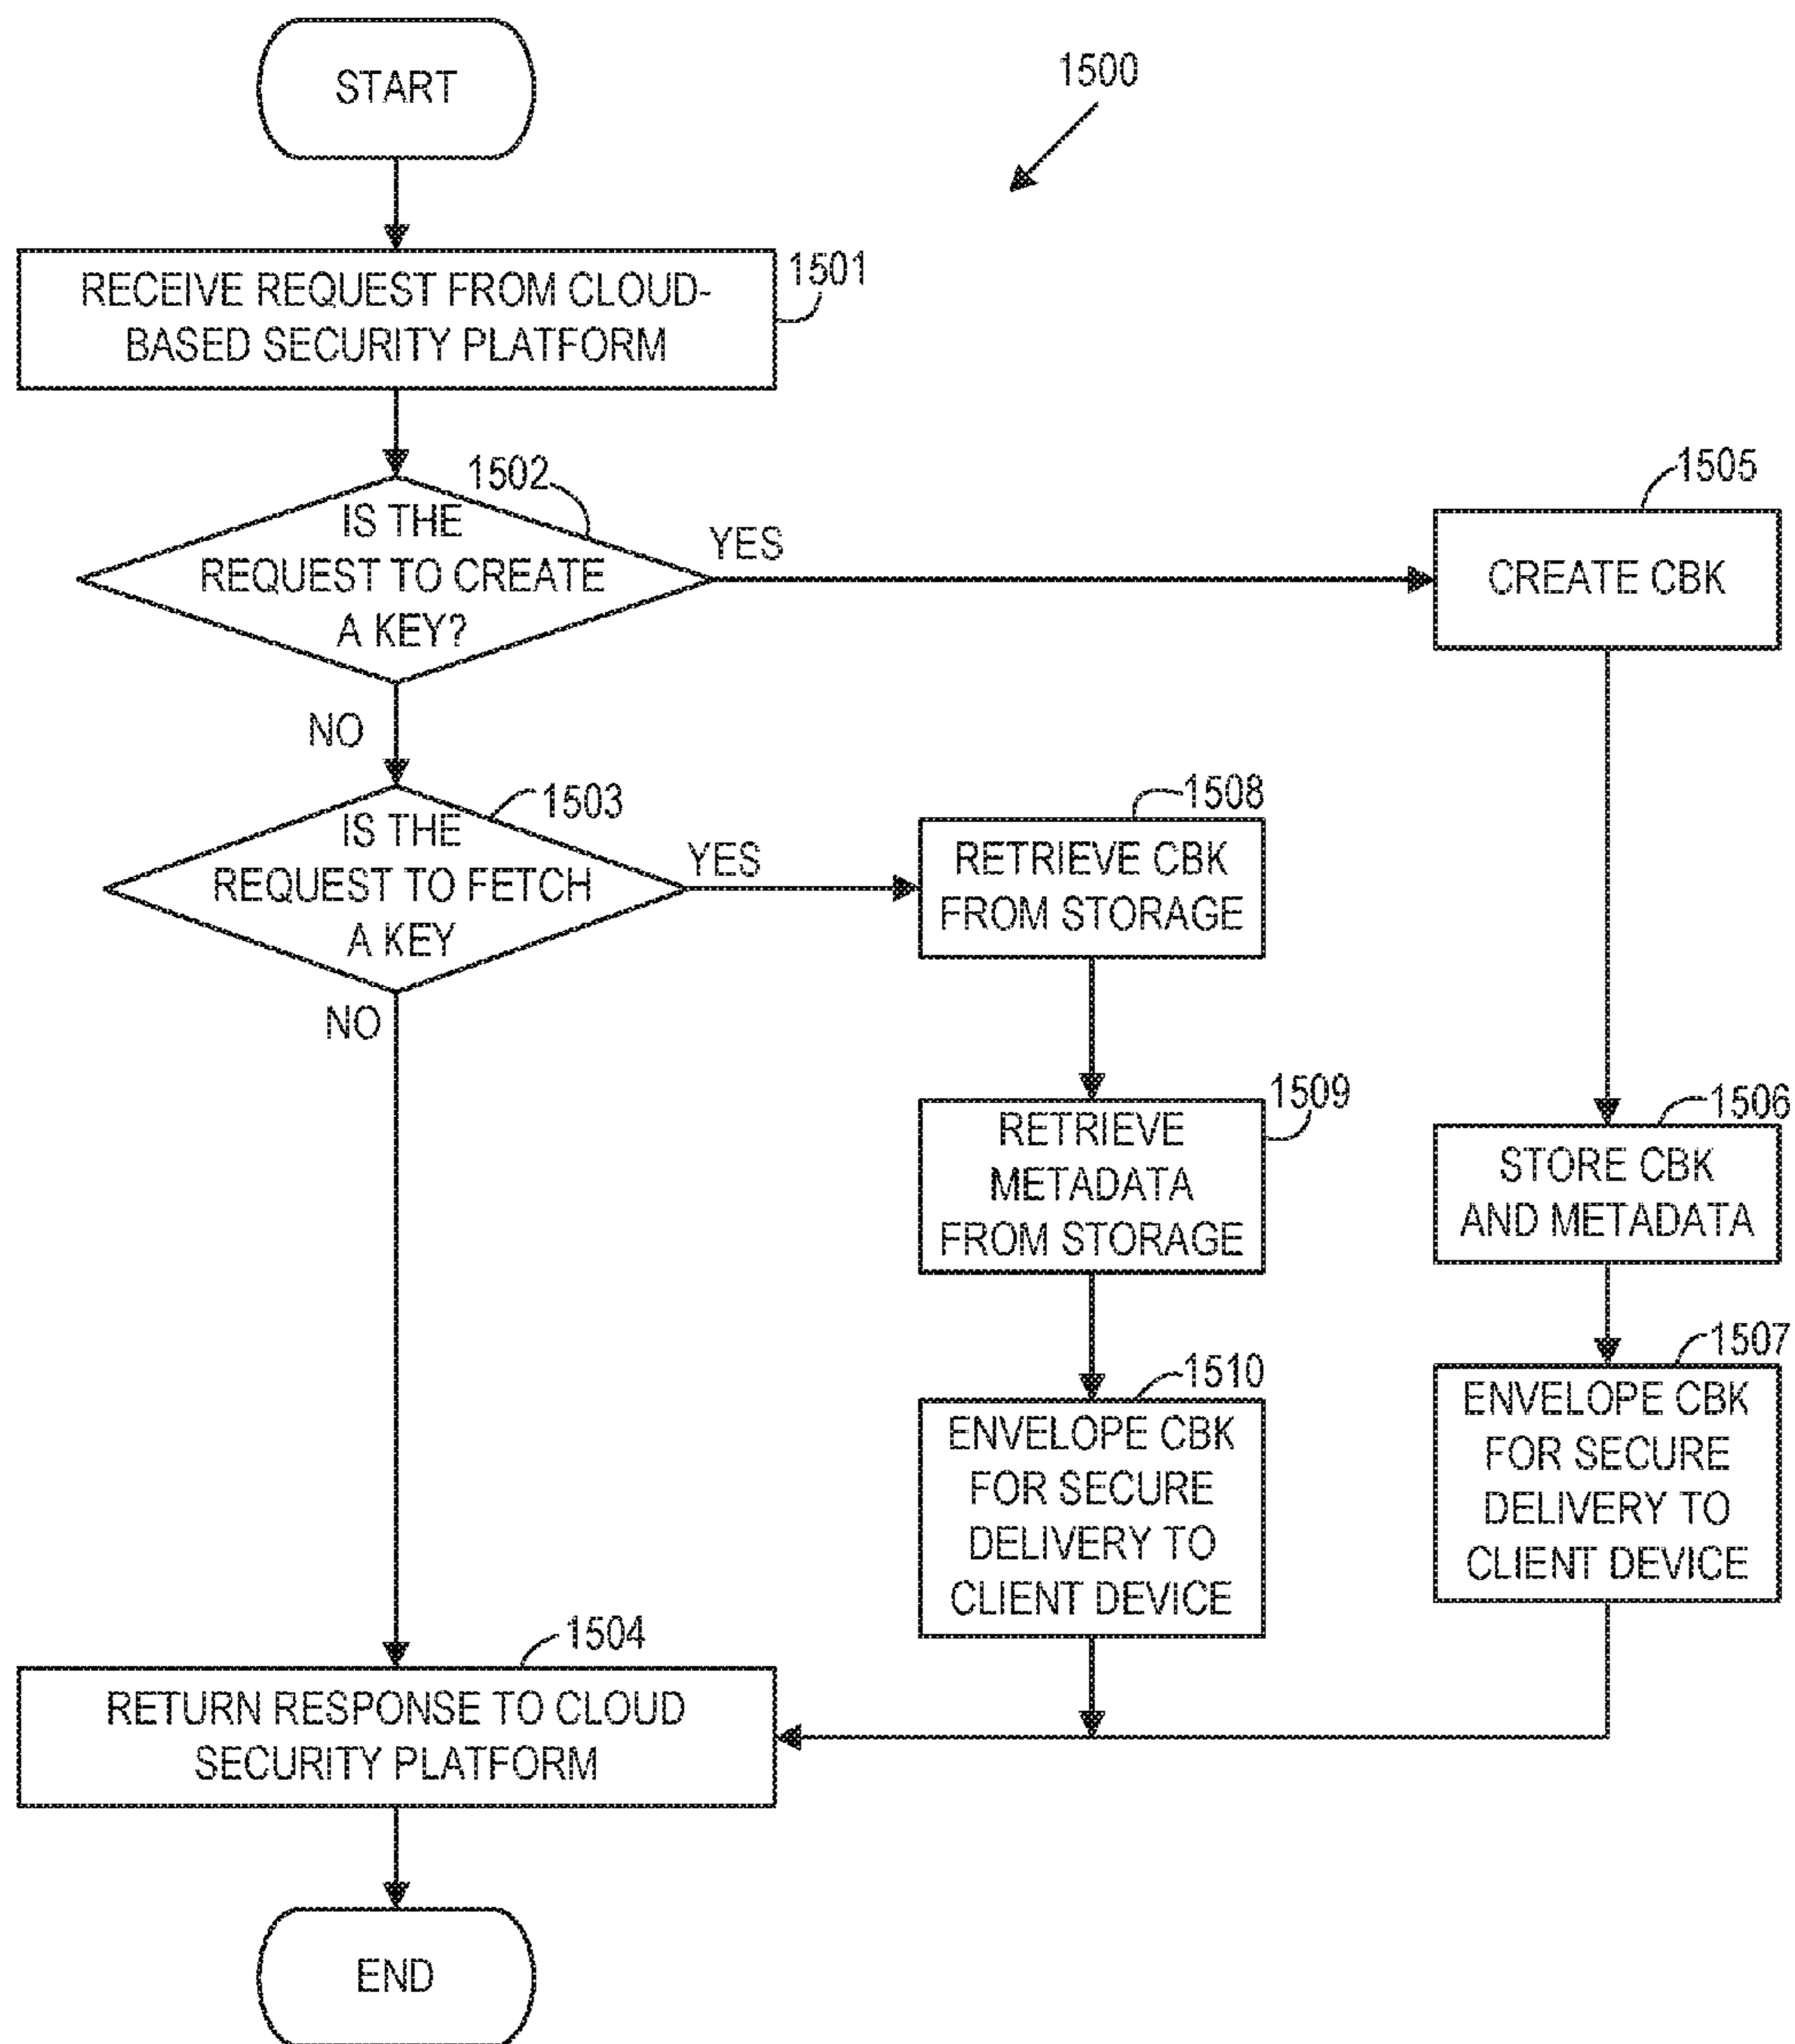 START
1500
RECEIVE REQUEST FROM CLOUD-
BASED SECURITY PLATFORM
1501
1502
IS THE
REQUEST TO CREATE
A KEY?
YES
NO
1505
CREATE CBK
1503
IS THE
REQUEST TO FETCH
A KEY
YES
NO
1508
RETRIEVE CBK
FROM STORAGE
1509
RETRIEVE
METADATA
FROM STORAGE
1506
STORE CBK
AND METADATA
1510
ENVELOPE CBK
FOR SECURE
DELIVERY TO
CLIENT DEVICE
1507
ENVELOPE CBK
FOR SECURE
DELIVERY TO
CLIENT DEVICE
1504
RETURN RESPONSE TO CLOUD
SECURITY PLATFORM
END